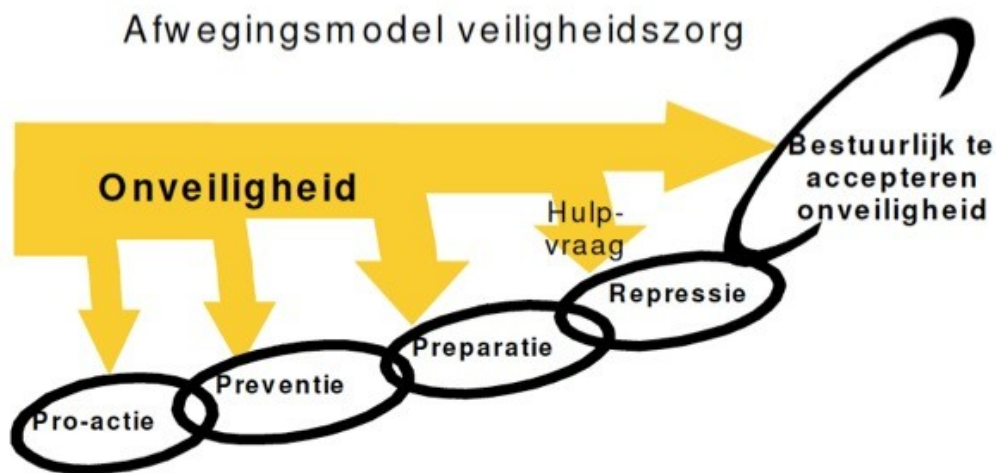 Afwegingsmodel veiligheidszorg
Onveiligheid
Bestuurlijk te
accepteren
onveiligheid
Hulp-
vraag
Repressie
Preparatie
Preventie
Pro-actie